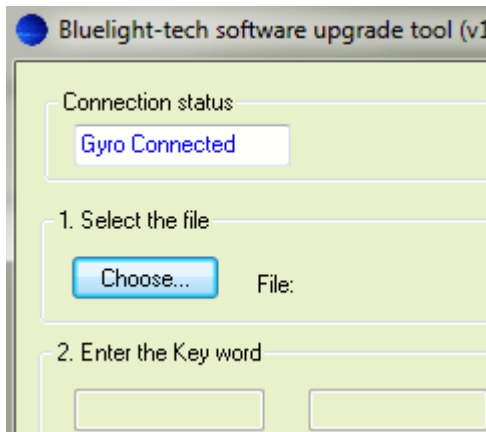 Bluelight-tech software upgrade tool (v1
Connection status
Gyro Connected
1. Select the file
Choose...
File:
2. Enter the Key word